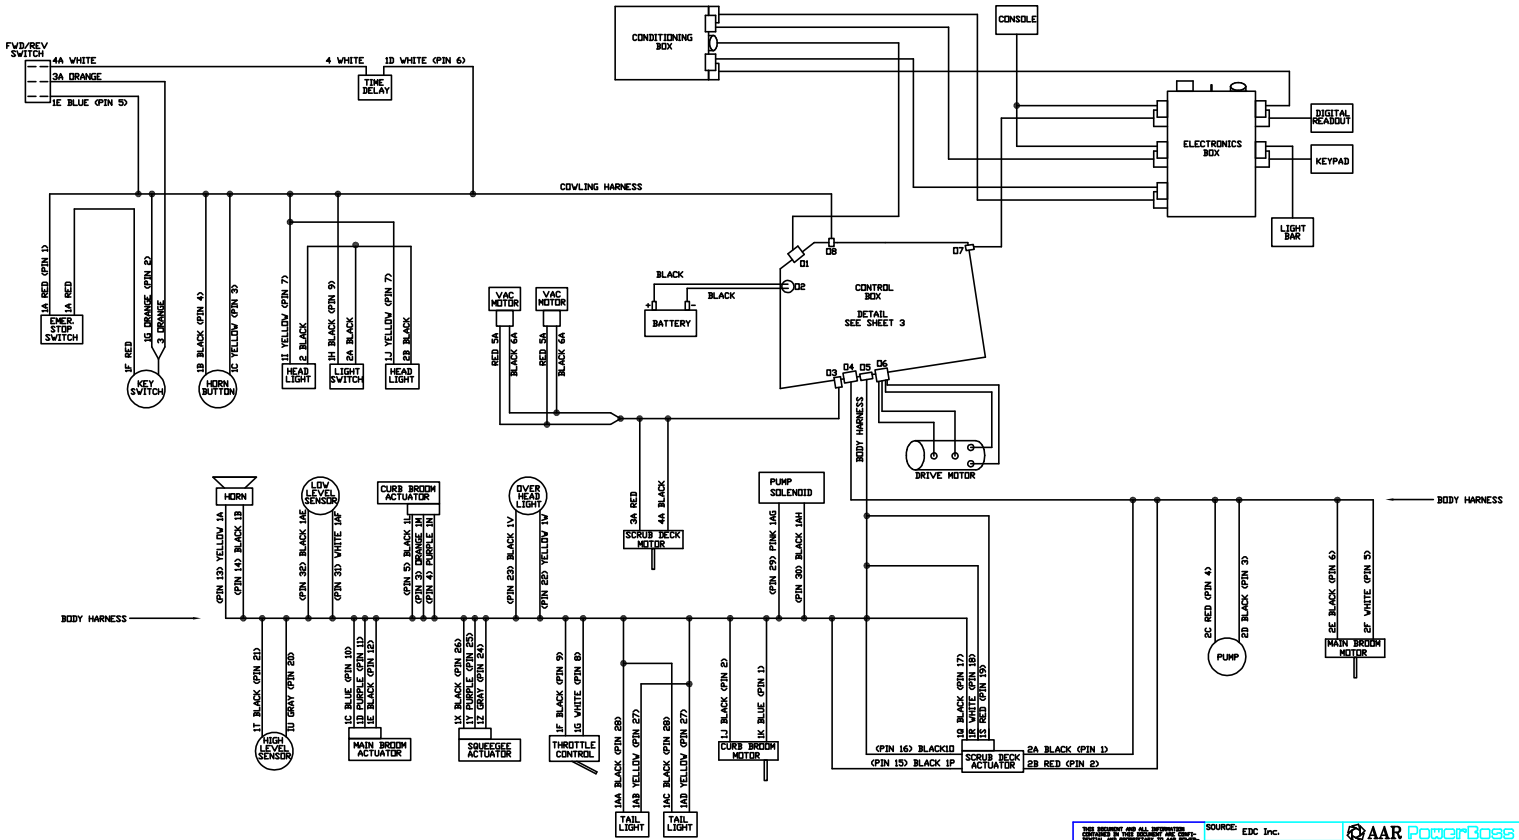 FWD/REV
SWITCH
4A WHITE
3A ORANGE
1E BLUE (PIN 5)
4 WHITE
1D WHITE (PIN 6)
TIME
DELAY
CONDITIONING
BOX
CONSOLE
ELECTRONICS
BOX
DIGITAL
READOUT
KEYPAD
LIGHT
BAR
COWLING HARNESS
1A RED (PIN 1)
1A RED
EMER.
STOP
SWITCH
1F RED
1G ORANGE (PIN 2)
3 ORANGE
KEY
SWITCH
1B BLACK (PIN 4)
1C YELLOW (PIN 3)
HORN
BUTTON
1I YELLOW (PIN 7)
2 BLACK
HEAD
LIGHT
1H BLACK (PIN 9)
2A BLACK
LIGHT
SWITCH
1J YELLOW (PIN 7)
2B BLACK
HEAD
LIGHT
VAC
MOTOR
RED 5A
BLACK 6A
VAC
MOTOR
RED 5A
BLACK 6A
BLACK
BLACK
+
-
BATTERY
D1
D2
D8
D7
CONTROL
BOX
DETAIL
SEE SHEET 3
D3
D4
D5
D6
BODY HARNESS
DRIVE MOTOR
3A RED
4A BLACK
SCRUB DECK
MOTOR
HORN
(PIN 13) YELLOW 1A
(PIN 14) BLACK 1B
LOW
LEVEL
SENSOR
(PIN 32) BLACK 1AE
(PIN 31) WHITE 1AF
CURB BROOM
ACTUATOR
(PIN 5) BLACK 1L
(PIN 3) ORANGE 1M
(PIN 4) PURPLE 1N
OVER
HEAD
LIGHT
(PIN 23) BLACK 1V
(PIN 22) YELLOW 1W
PUMP
SOLENOID
(PIN 29) PINK 1AG
(PIN 30) BLACK 1AH
BODY HARNESS
BODY HARNESS
1T BLACK (PIN 21)
1U GRAY (PIN 20)
HIGH
LEVEL
SENSOR
1C BLUE (PIN 10)
1D PURPLE (PIN 11)
1E BLACK (PIN 12)
MAIN BROOM
ACTUATOR
1X BLACK (PIN 26)
1Y PURPLE (PIN 25)
1Z GRAY (PIN 24)
SQUEEGEE
ACTUATOR
1F BLACK (PIN 9)
1G WHITE (PIN 8)
THROTTLE
CONTROL
1AA BLACK (PIN 28)
1AB YELLOW (PIN 27)
TAIL
LIGHT
1AC BLACK (PIN 28)
1AD YELLOW (PIN 27)
TAIL
LIGHT
1J BLACK (PIN 2)
1K BLUE (PIN 1)
CURB BROOM
MOTOR
1Q BLACK (PIN 17)
1R WHITE (PIN 18)
1S RED (PIN 19)
(PIN 16) BLACK1O
(PIN 15) BLACK 1P
SCRUB DECK
ACTUATOR
2A BLACK (PIN 1)
2B RED (PIN 2)
2C RED (PIN 4)
2D BLACK (PIN 3)
PUMP
2E BLACK (PIN 6)
2F WHITE (PIN 5)
MAIN BROOM
MOTOR
THIS DOCUMENT AND ALL INFORMATION
CONTAINED IN THIS DOCUMENT ARE CONFI-
SOURCE:
EDC Inc.
AAR PowerBoss